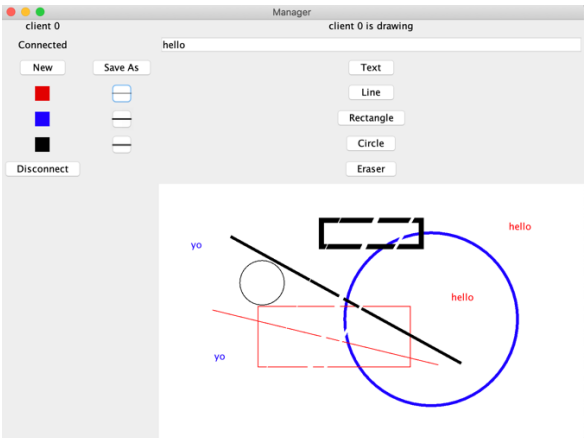 Manager
client 0
client 0 is drawing
Connected
hello
New
Save As
Text
Line
Rectangle
Circle
Disconnect
Eraser
hello
yo
hello
yo